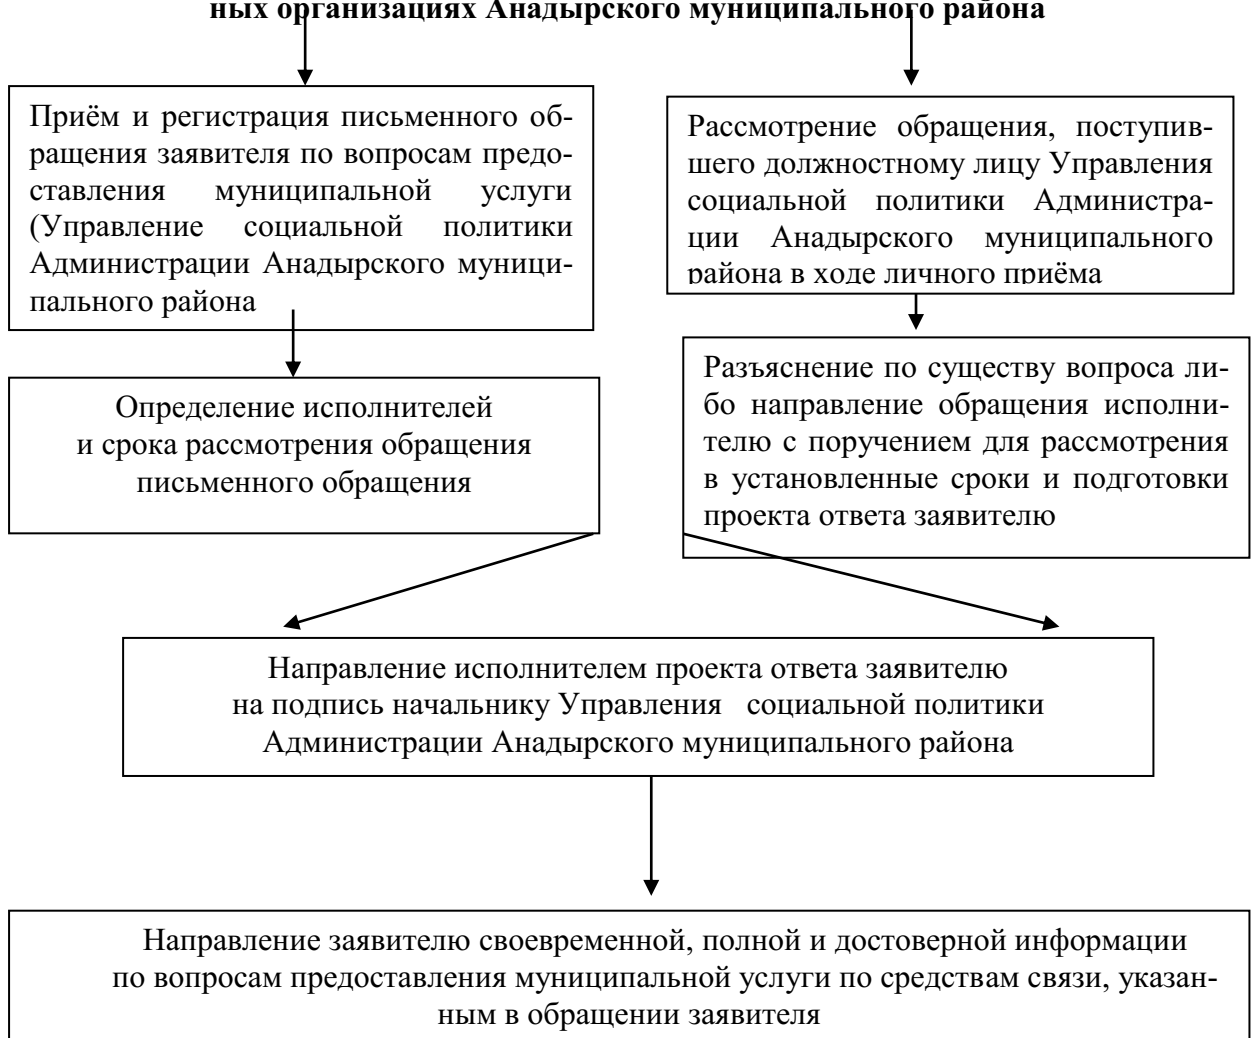 ных организациях Анадырского муниципального района
Приём и регистрация письменного об-
ращения заявителя по вопросам предо-
ставления муниципальной услуги
(Управление социальной политики
Администрации Анадырского муници-
пального района
Рассмотрение обращения, поступив-
шего должностному лицу Управления
социальной политики Администра-
ции Анадырского муниципального
района в ходе личного приёма
Определение исполнителей
и срока рассмотрения обращения
письменного обращения
Разъяснение по существу вопроса ли-
бо направление обращения исполни-
телю с поручением для рассмотрения
в установленные сроки и подготовки
проекта ответа заявителю
Направление исполнителем проекта ответа заявителю
на подпись начальнику Управления социальной политики
Администрации Анадырского муниципального района
Направление заявителю своевременной, полной и достоверной информации
по вопросам предоставления муниципальной услуги по средствам связи, указан-
ным в обращении заявителя